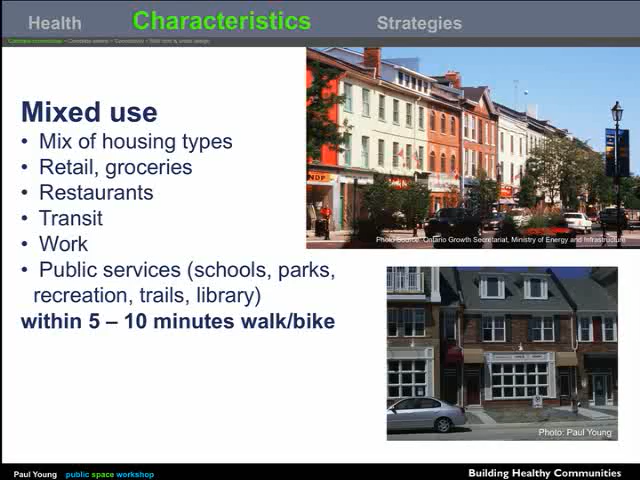 Health Characteristics Strategies
Mixed use
• Mix of housing types
• Retail, groceries
• Restaurants
• Transit
• Work
• Public services (schools, parks,
recreation, trails, library)
within 5 – 10 minutes walk/bike
NDP
Photo Source: Ontario Growth Secretariat, Ministry of Energy and Infrastructure
Photo: Paul Young
Paul Young public space workshop
Building Healthy Communities